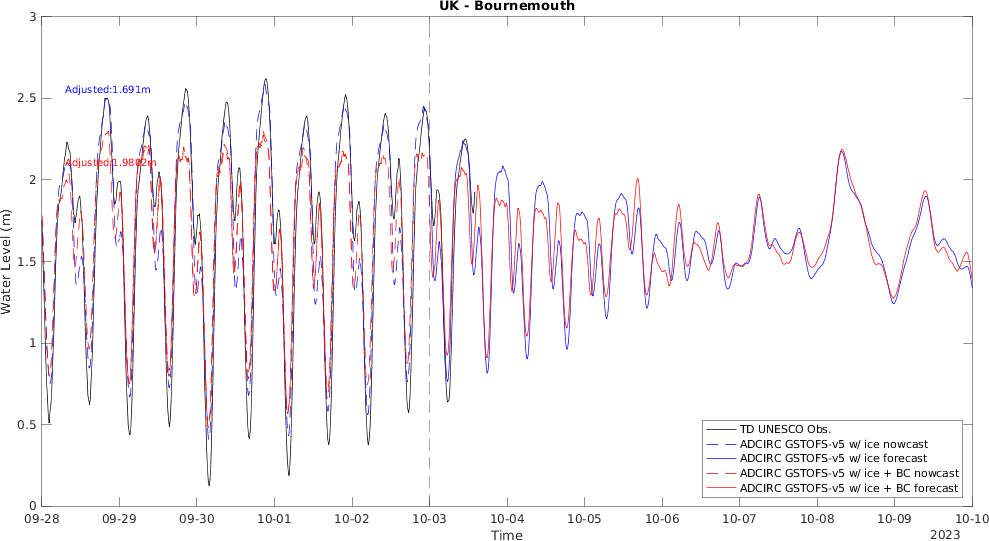 UK - Bournemouth
Water Level (m)
3
2.5
2
1.5
1
0.5
0
Adjusted:1.691m
Adjusted:1.9802m
TD UNESCO Obs.
ADCIRC GSTOFS-v5 w/ ice nowcast
ADCIRC GSTOFS-v5 w/ ice forecast
ADCIRC GSTOFS-v5 w/ ice + BC nowcast
ADCIRC GSTOFS-v5 w/ ice + BC forecast
09-28 09-29 09-30 10-01 10-02 10-03 10-04 10-05 10-06 10-07 10-08 10-09 10-10
Time
2023